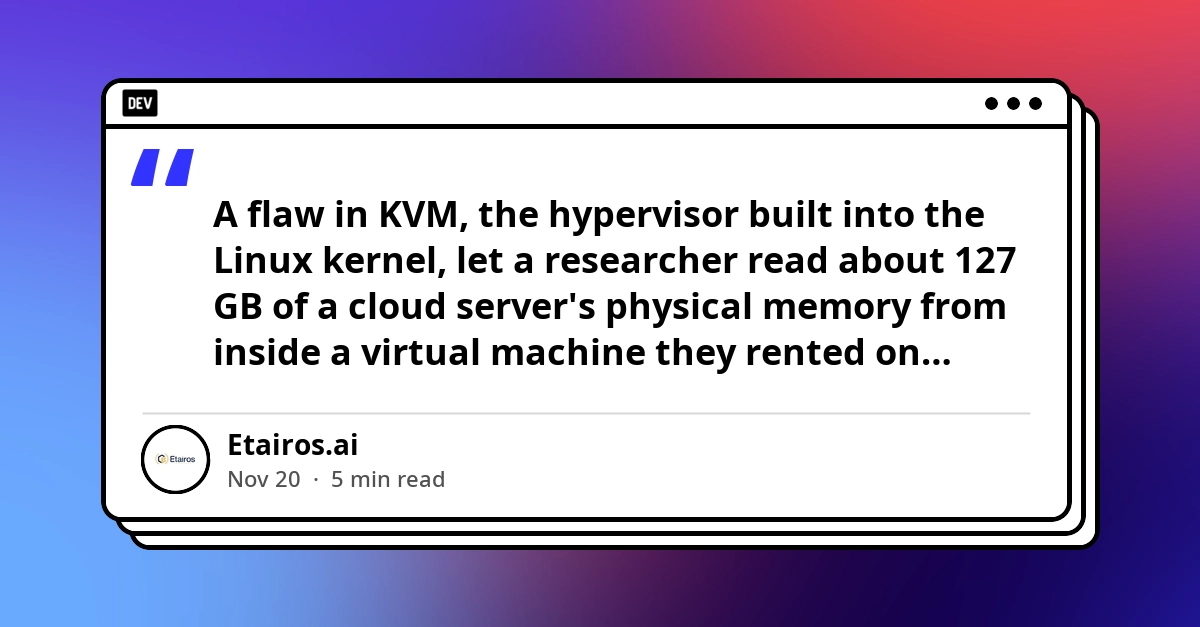 DEV
A flaw in KVM, the hypervisor built into the
Linux kernel, let a researcher read about 127
GB of a cloud server's physical memory from
inside a virtual machine they rented on...
Etairos
Etairos.ai
Nov 20 · 5 min read